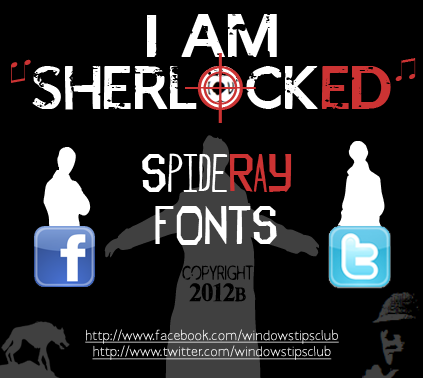 I AM
SHERLOCKED
SPIDERAY
FONTS
COPYRIGHT
2012B
http://www.facebook.com/windowstipsclub
http://www.twitter.com/windowstipsclub